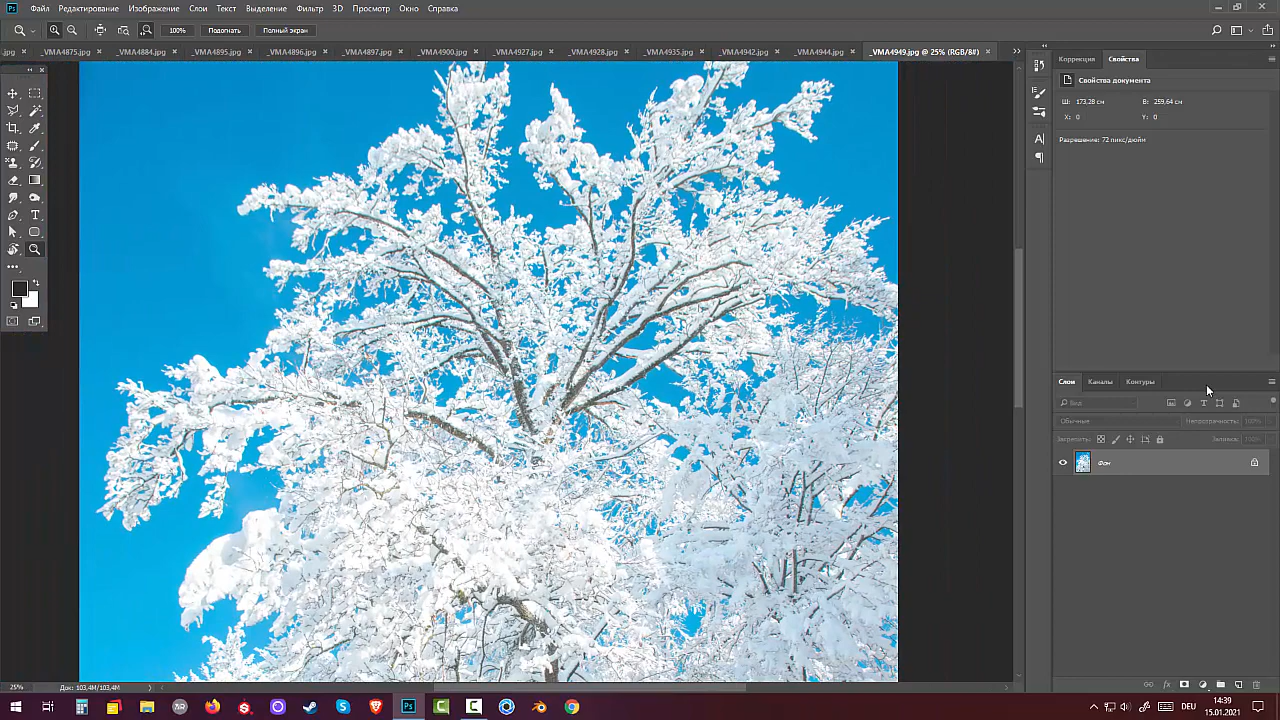 Файл Редактирование Изображение Слои Текст Выделение Фильтр 3D Просмотр Окно Справка
100% Подогнать Полный экран
.jpg × _VMA4875.jpg × _VMA4884.jpg × _VMA4895.jpg × _VMA4896.jpg × _VMA4897.jpg × _VMA4900.jpg × _VMA4927.jpg × _VMA4928.jpg × _VMA4935.jpg × _VMA4942.jpg × _VMA4944.jpg × _VMA4949.jpg @ 25% (RGB/8#) ×
Коррекция Свойства
Свойства документа
Ш: 173,28 см В: 259,64 см
X: 0 Y: 0
Разрешение: 72 пикс/дюйм
Слои Каналы Контуры
Вид
Обычные Непрозрачность: 100%
Закрепить: Заливка: 100%
Фон
25% Док: 103,4M/103,4M
DEU 14:39
15.01.2021